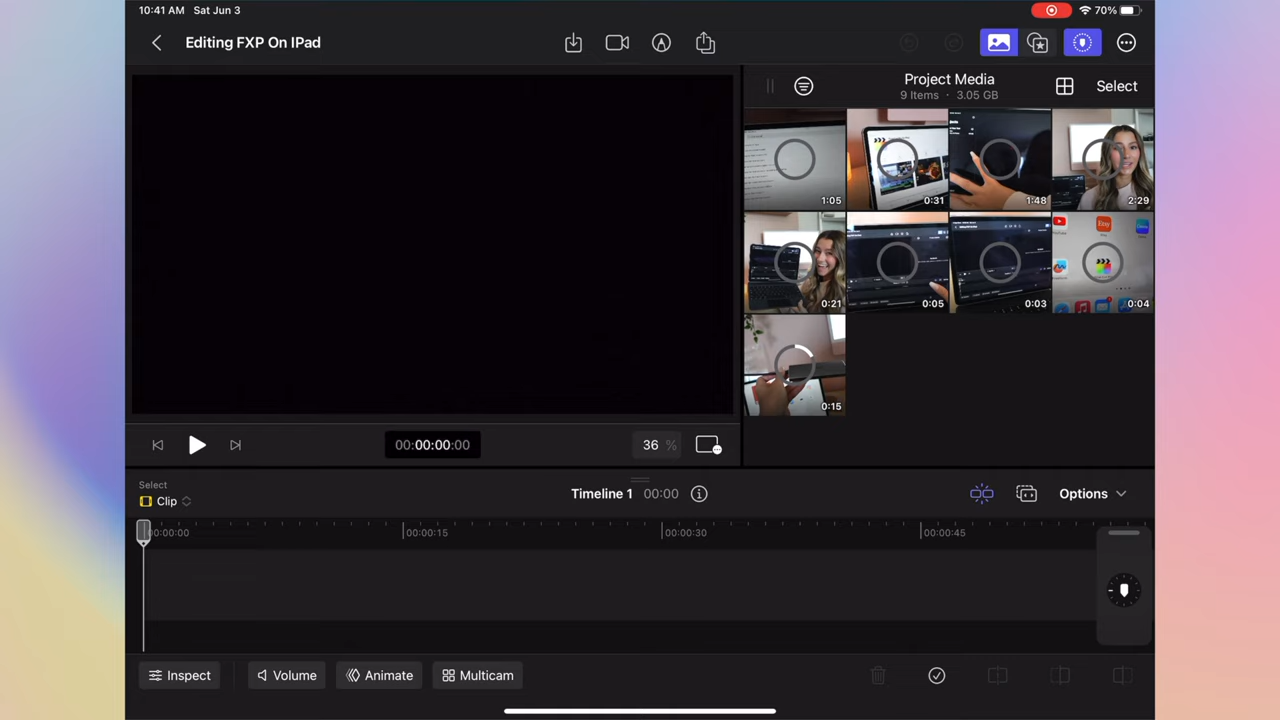 10:41 AM Sat Jun 3
70%
Editing FXP On IPad
Project Media
9 Items · 3.05 GB
Select
1:05
0:31
1:48
2:29
0:21
0:05
0:03
0:04
Etsy
0:15
00:00:00:00
36 %
Select
Clip
Timeline 1 00:00
Options
00:00:00
00:00:15
00:00:30
00:00:45
Inspect
Volume
Animate
Multicam